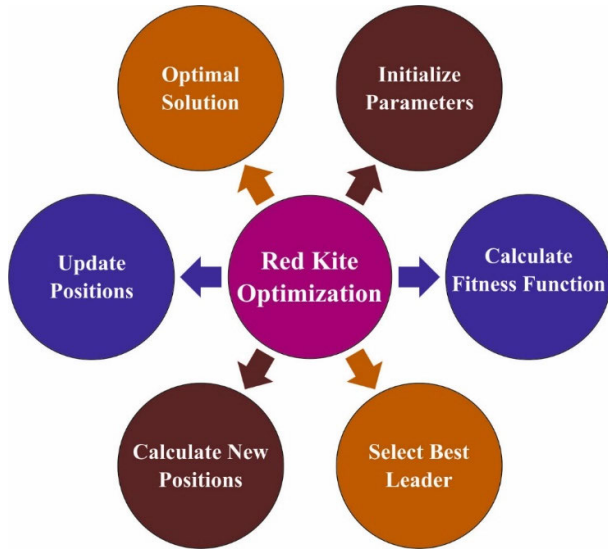 Optimal
Solution
Initialize
Parameters
Update
Positions
Red Kite
Optimization
Calculate
Fitness Function
Calculate New
Positions
Select Best
Leader